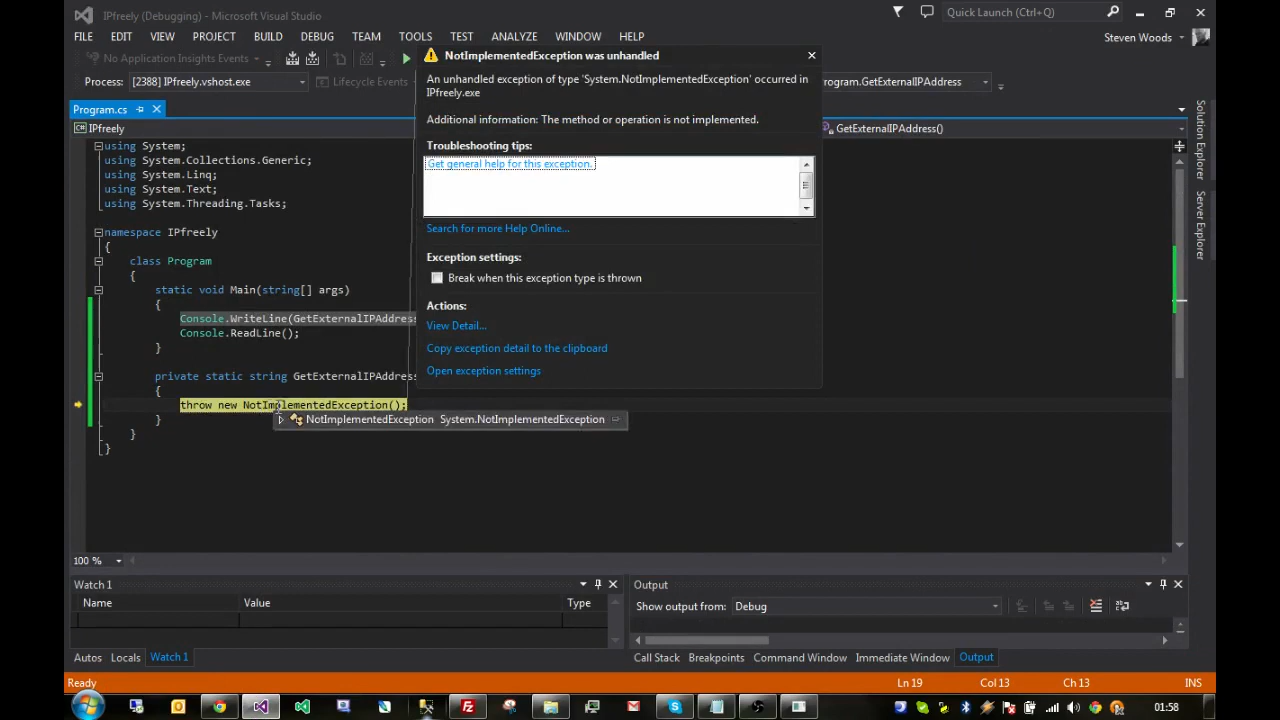 IPfreely (Debugging) - Microsoft Visual Studio
Quick Launch (Ctrl+Q)
FILE EDIT VIEW PROJECT BUILD DEBUG TEAM TOOLS TEST ANALYZE WINDOW HELP
Steven Woods
No Application Insights Events
Process: [2388] IPfreely.vshost.exe
Lifecycle Events
rogram.GetExternalIPAddress
Program.cs
IPfreely
GetExternalIPAddress()
NotImplementedException was unhandled
An unhandled exception of type 'System.NotImplementedException' occurred in
IPfreely.exe
Additional information: The method or operation is not implemented.
Troubleshooting tips:
Get general help for this exception.
Search for more Help Online...
Exception settings:
Break when this exception type is thrown
Actions:
View Detail...
Copy exception detail to the clipboard
Open exception settings
using System;
using System.Collections.Generic;
using System.Linq;
using System.Text;
using System.Threading.Tasks;
namespace IPfreely
{
class Program
{
static void Main(string[] args)
{
Console.WriteLine(GetExternalIPAddress
Console.ReadLine();
}
private static string GetExternalIPAddress
{
throw new NotImplementedException();
NotImplementedException System.NotImplementedException
}
}
}
Solution Explorer
Server Explorer
100 %
Watch 1
Name Value Type
Autos Locals Watch 1
Output
Show output from: Debug
Call Stack Breakpoints Command Window Immediate Window Output
Ready
Ln 19 Col 13 Ch 13 INS
01:58